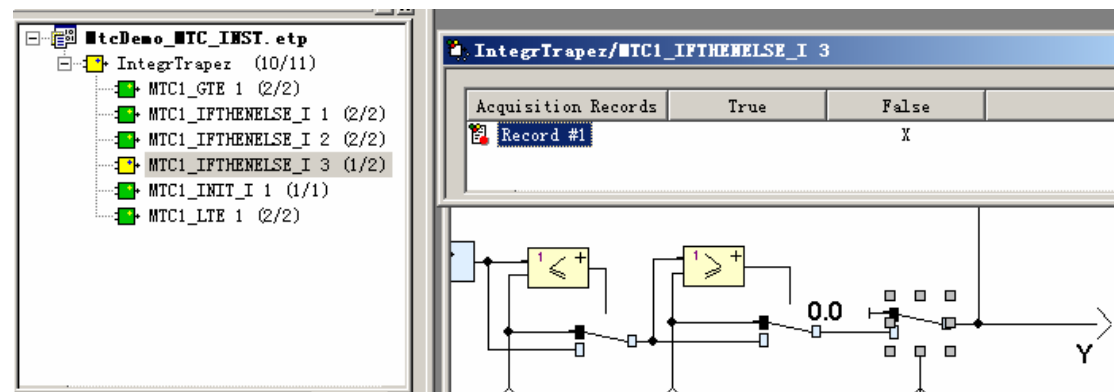 MtcDemo_MTC_INST.etp
IntegrTrapez (10/11)
MTC1_GTE 1 (2/2)
MTC1_IFTHENELSE_I 1 (2/2)
MTC1_IFTHENELSE_I 2 (2/2)
MTC1_IFTHENELSE_I 3 (1/2)
MTC1_INIT_I 1 (1/1)
MTC1_LTE 1 (2/2)
IntegrTrapez/MTC1_IFTHENELSE_I 3
Acquisition Records True False
Record #1 X
1 ≤ + 1 ≥ +
0.0
Y